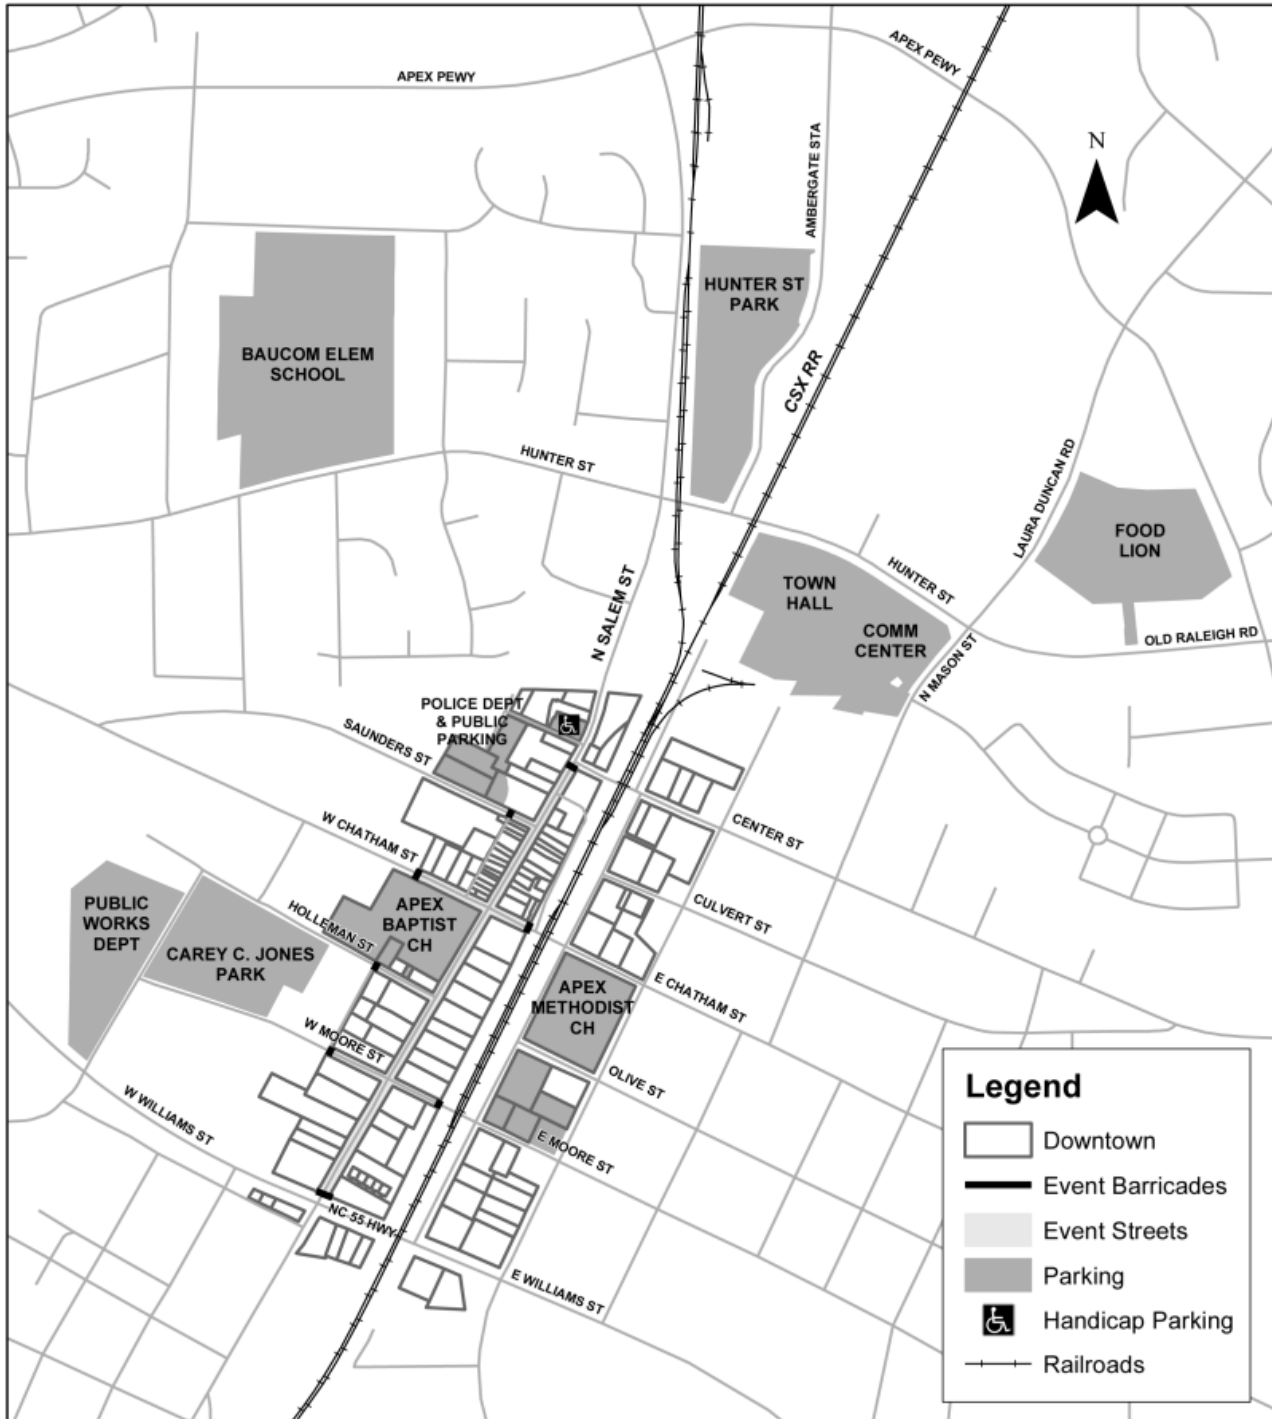 APEX PEWY
APEX PEWY
AMBERGATE STA
N
HUNTER ST
PARK
BAUCOM ELEM
SCHOOL
CSX RR
HUNTER ST
LAURA DUNCAN RD
FOOD
LION
TOWN
HALL
HUNTER ST
COMM
CENTER
OLD RALEIGH RD
N MASON ST
N SALEM ST
POLICE DEPT
& PUBLIC
PARKING
SAUNDERS ST
W CHATHAM ST
CENTER ST
PUBLIC
WORKS
DEPT
HOLLEMAN ST
APEX
BAPTIST
CH
CULVERT ST
CAREY C. JONES
PARK
E CHATHAM ST
APEX
METHODIST
CH
W MOORE ST
OLIVE ST
W WILLIAMS ST
E MOORE ST
NC 55 HWY
E WILLIAMS ST
Legend
Downtown
Event Barricades
Event Streets
Parking
Handicap Parking
Railroads